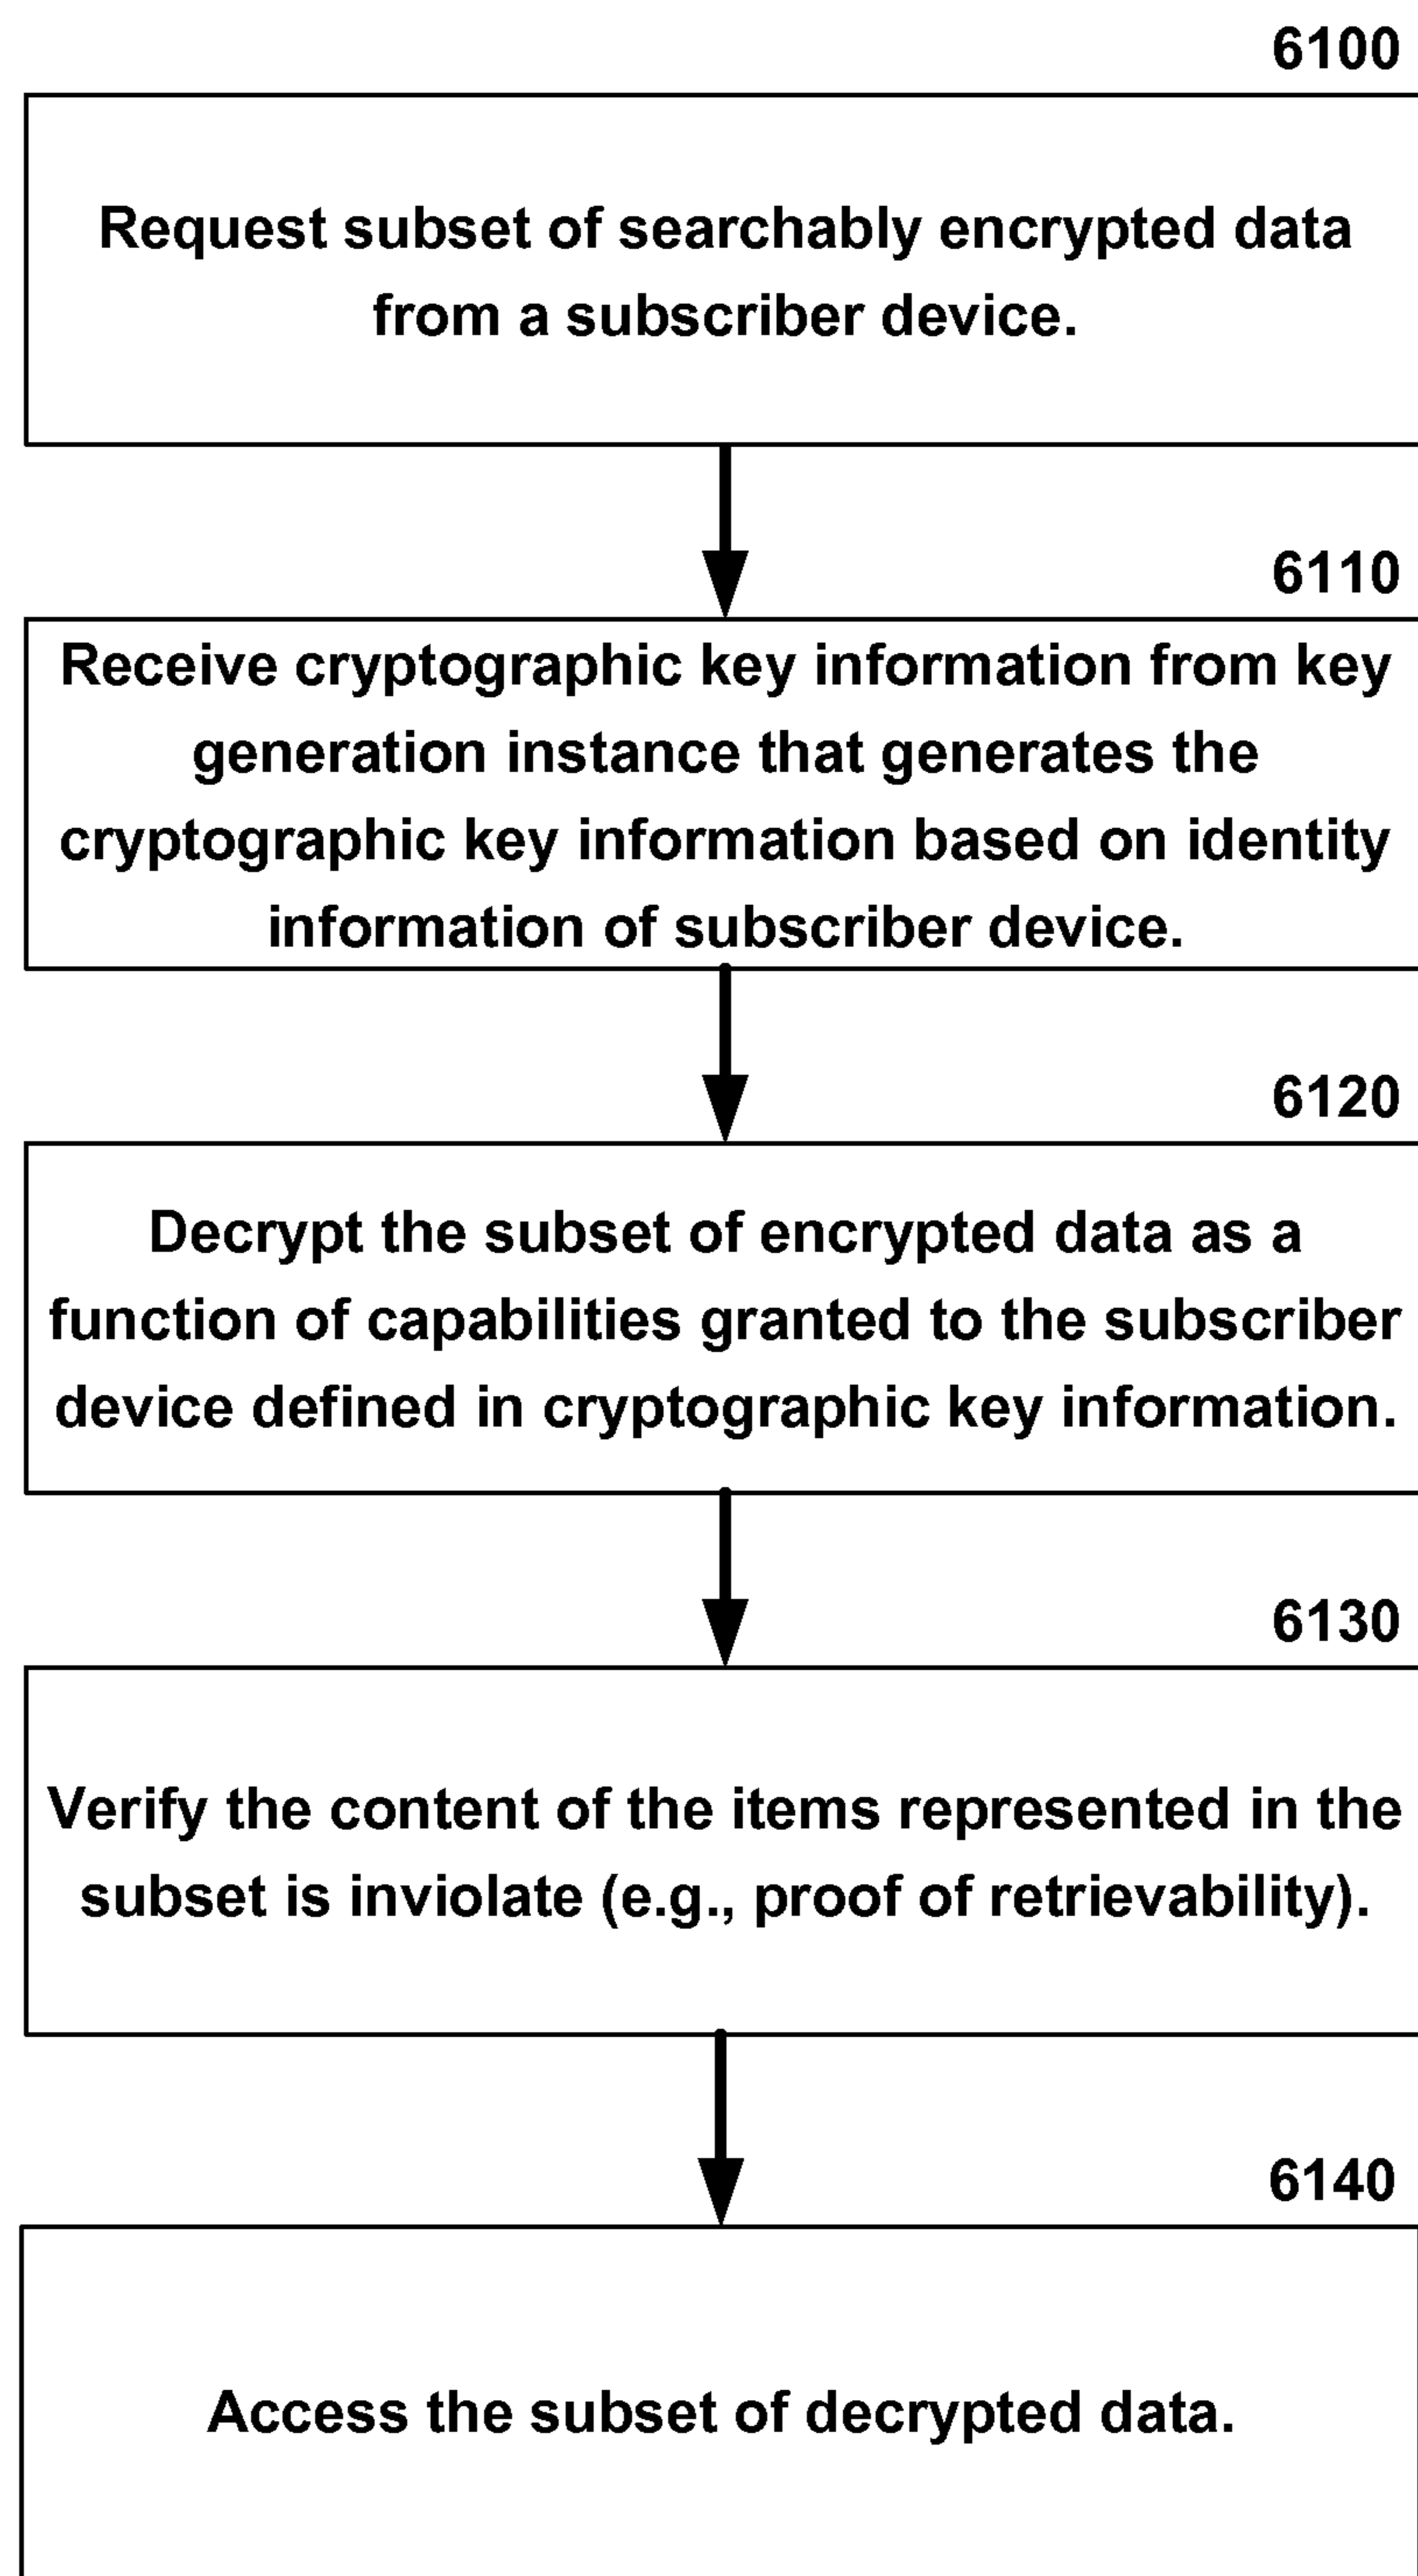 6100
Request subset of searchably encrypted data
from a subscriber device.
6110
Receive cryptographic key information from key
generation instance that generates the
cryptographic key information based on identity
information of subscriber device.
6120
Decrypt the subset of encrypted data as a
function of capabilities granted to the subscriber
device defined in cryptographic key information.
6130
Verify the content of the items represented in the
subset is inviolate (e.g., proof of retrievability).
6140
Access the subset of decrypted data.